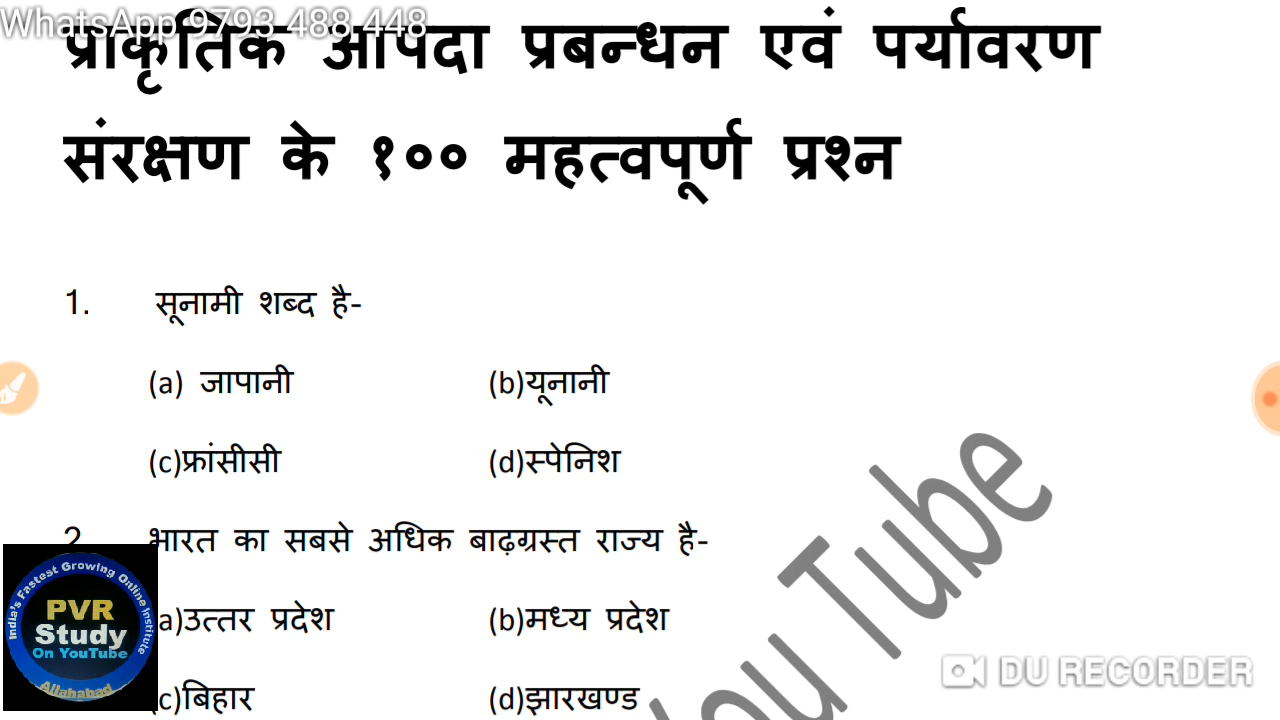 WhatsApp 9793 488 448
प्राकृतिक आपदा प्रबन्धन एवं पर्यावरण
संरक्षण के १०० महत्वपूर्ण प्रश्न
1. सूनामी शब्द है-
(a) जापानी (b)यूनानी
(c)फ्रांसीसी (d)स्पेनिश
2 भारत का सबसे अधिक बाढ़ग्रस्त राज्य है-
a)उत्तर प्रदेश (b)मध्य प्रदेश
c)बिहार (d)झारखण्ड
India's Fastest Growing Online Institute
PVR
Study
On YouTube
Allahabad
You Tube
DU RECORDER